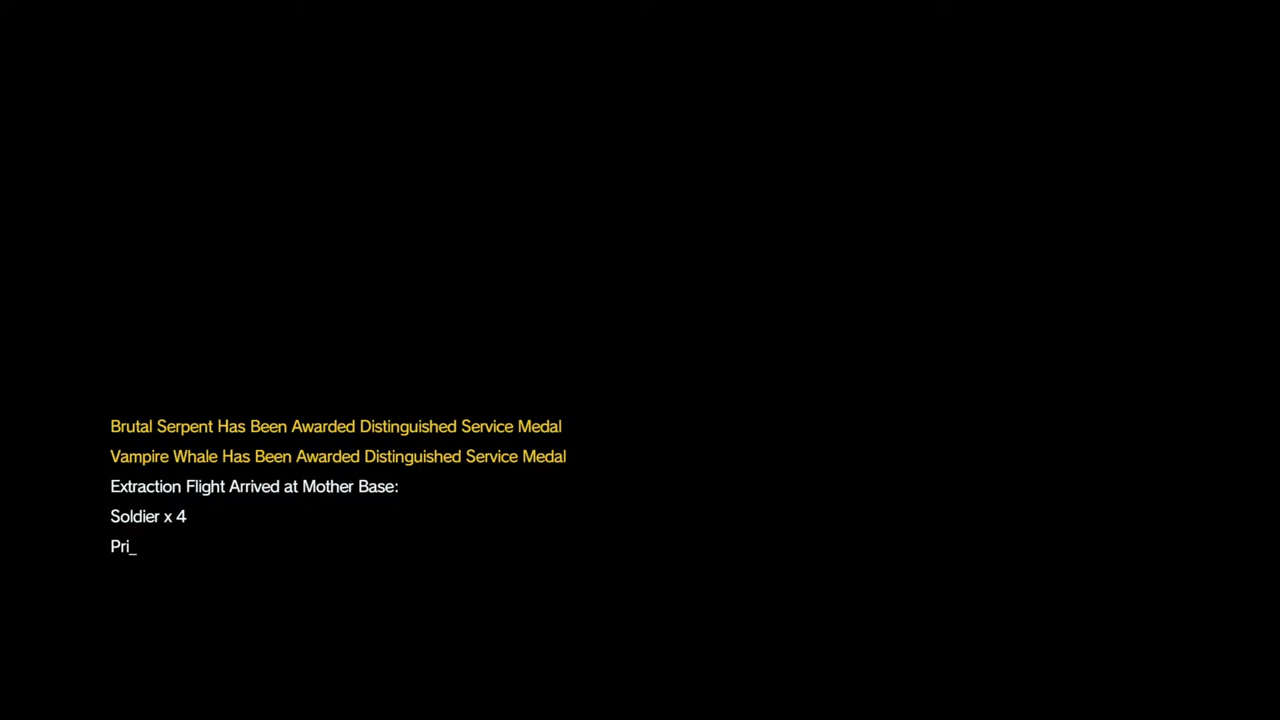 Brutal Serpent Has Been Awarded Distinguished Service Medal
Vampire Whale Has Been Awarded Distinguished Service Medal
Extraction Flight Arrived at Mother Base:
Soldier x 4
Pri_